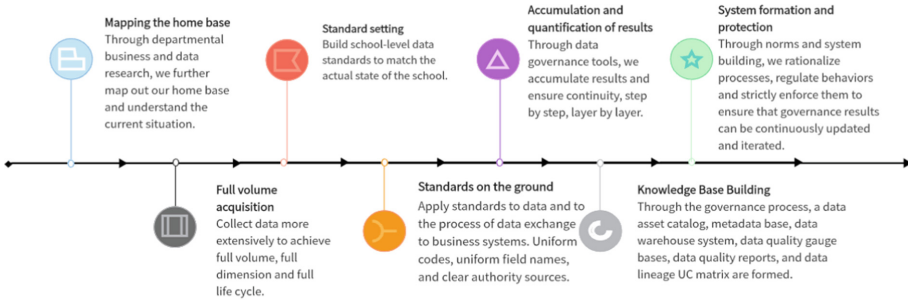 Mapping the home base
Through departmental
business and data
research, we further
map out our home base
and understand the
current situation.
Standard setting
Build school-level data
standards to match the
actual state of the school.
Accumulation and
quantification of results
Through data
governance tools, we
accumulate results and
ensure continuity, step
by step, layer by layer.
System formation and
protection
Through norms and system
building, we rationalize
processes, regulate behaviors
and strictly enforce them to
ensure that governance results
can be continuously updated
and iterated.
Full volume
acquisition
Collect data more
extensively to achieve
full volume, full
dimension and full
life cycle.
Standards on the ground
Apply standards to data and to
the process of data exchange
to business systems. Uniform
codes, uniform field names,
and clear authority sources.
Knowledge Base Building
Through the governance process, a data
asset catalog, metadata base, data
warehouse system, data quality gauge
bases, data quality reports, and data
lineage UC matrix are formed.